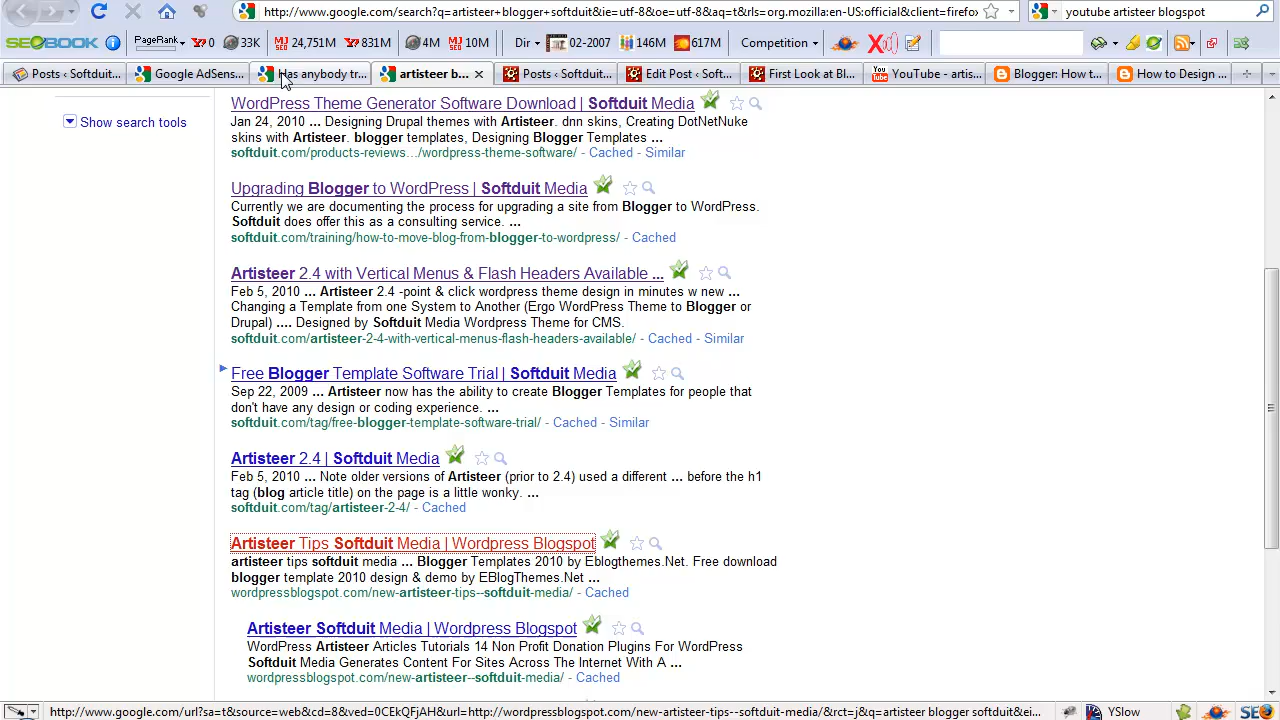 http://www.google.com/search?q=artisteer+blogger+softduit&ie=utf-8&oe=utf-8&aq=t&rls=org.mozilla:en-US:official&client=firefox
youtube artisteer blogspot
SEOBOOK PageRank 0 33K 24,751M 831M 4M 10M Dir 02-2007 146M 617M Competition
Posts ‹ Softduit... Google AdSens... Ha anybody tr... artisteer b... Posts ‹ Softduit... Edit Post ‹ Soft... First Look at Bl... YouTube - artis... Blogger: How t... How to Design ...
Show search tools
WordPress Theme Generator Software Download | Softduit Media
Jan 24, 2010 ... Designing Drupal themes with Artisteer. dnn skins, Creating DotNetNuke
skins with Artisteer. blogger templates, Designing Blogger Templates ...
softduit.com/products-reviews.../wordpress-theme-software/ - Cached - Similar
Upgrading Blogger to WordPress | Softduit Media
Currently we are documenting the process for upgrading a site from Blogger to WordPress.
Softduit does offer this as a consulting service. ...
softduit.com/training/how-to-move-blog-from-blogger-to-wordpress/ - Cached
Artisteer 2.4 with Vertical Menus & Flash Headers Available ...
Feb 5, 2010 ... Artisteer 2.4 -point & click wordpress theme design in minutes w new ...
Changing a Template from one System to Another (Ergo WordPress Theme to Blogger or
Drupal) .... Designed by Softduit Media Wordpress Theme for CMS.
softduit.com/artisteer-2-4-with-vertical-menus-flash-headers-available/ - Cached - Similar
Free Blogger Template Software Trial | Softduit Media
Sep 22, 2009 ... Artisteer now has the ability to create Blogger Templates for people that
don't have any design or coding experience. ...
softduit.com/tag/free-blogger-template-software-trial/ - Cached - Similar
Artisteer 2.4 | Softduit Media
Feb 5, 2010 ... Note older versions of Artisteer (prior to 2.4) used a different ... before the h1
tag (blog article title) on the page is a little wonky. ...
softduit.com/tag/artisteer-2-4/ - Cached
Artisteer Tips Softduit Media | Wordpress Blogspot
artisteer tips softduit media ... Blogger Templates 2010 by Eblogthemes.Net. Free download
blogger template 2010 design & demo by EBlogThemes.Net ...
wordpressblogspot.com/new-artisteer-tips--softduit-media/ - Cached
Artisteer Softduit Media | Wordpress Blogspot
WordPress Artisteer Articles Tutorials 14 Non Profit Donation Plugins For WordPress
Softduit Media Generates Content For Sites Across The Internet With A ...
wordpressblogspot.com/new-artisteer--softduit-media/ - Cached
http://www.google.com/url?sa=t&source=web&cd=8&ved=0CEkQFjAH&url=http://wordpressblogspot.com/new-artisteer-tips--softduit-media/&rct=j&q=artisteer blogger softduit&ei... YSlow SEO